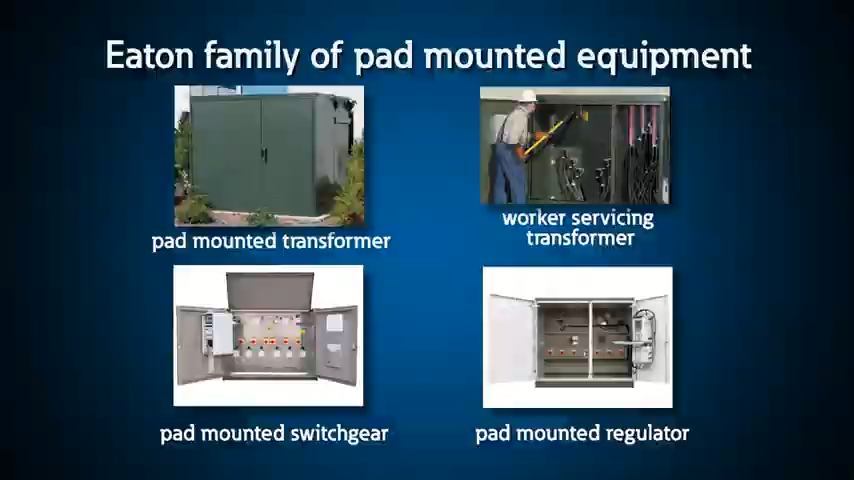 Eaton family of pad mounted equipment
pad mounted transformer
worker servicing
transformer
pad mounted switchgear
pad mounted regulator